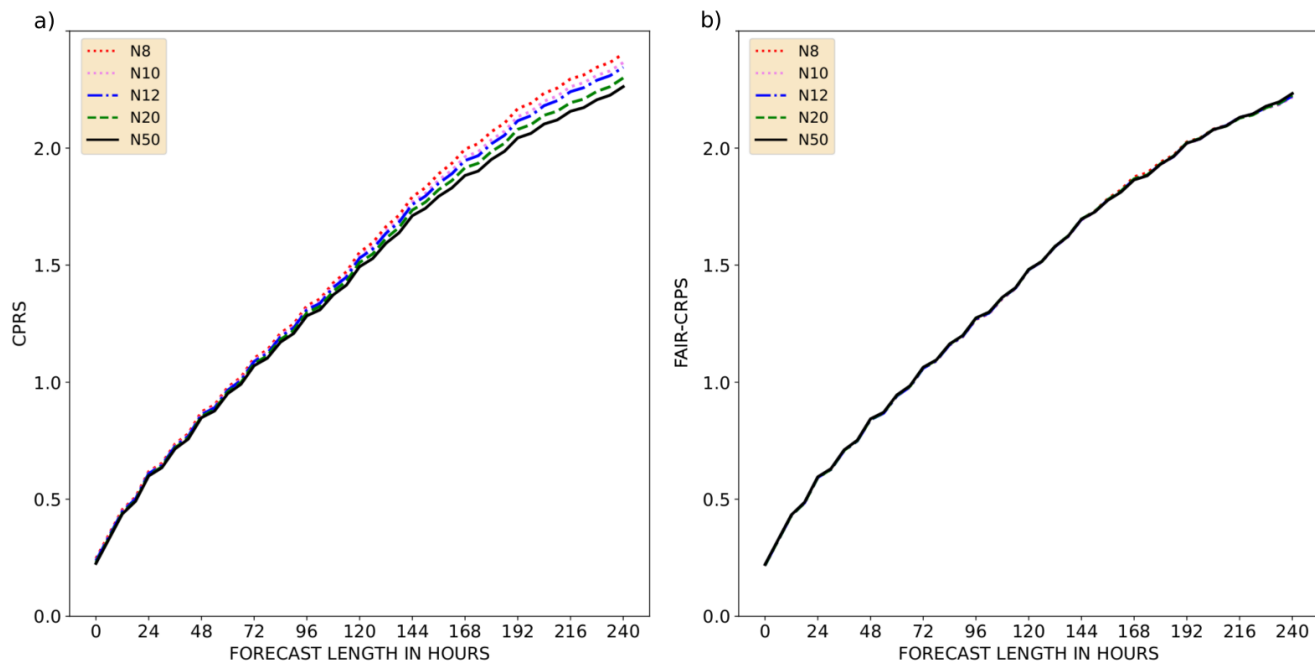 a)
N8
N10
N12
N20
N50
2.0
1.5
1.0
0.5
0.0
CPRS
0 24 48 72 96 120 144 168 192 216 240
FORECAST LENGTH IN HOURS
b)
N8
N10
N12
N20
N50
2.0
1.5
1.0
0.5
0.0
FAIR-CRPS
0 24 48 72 96 120 144 168 192 216 240
FORECAST LENGTH IN HOURS